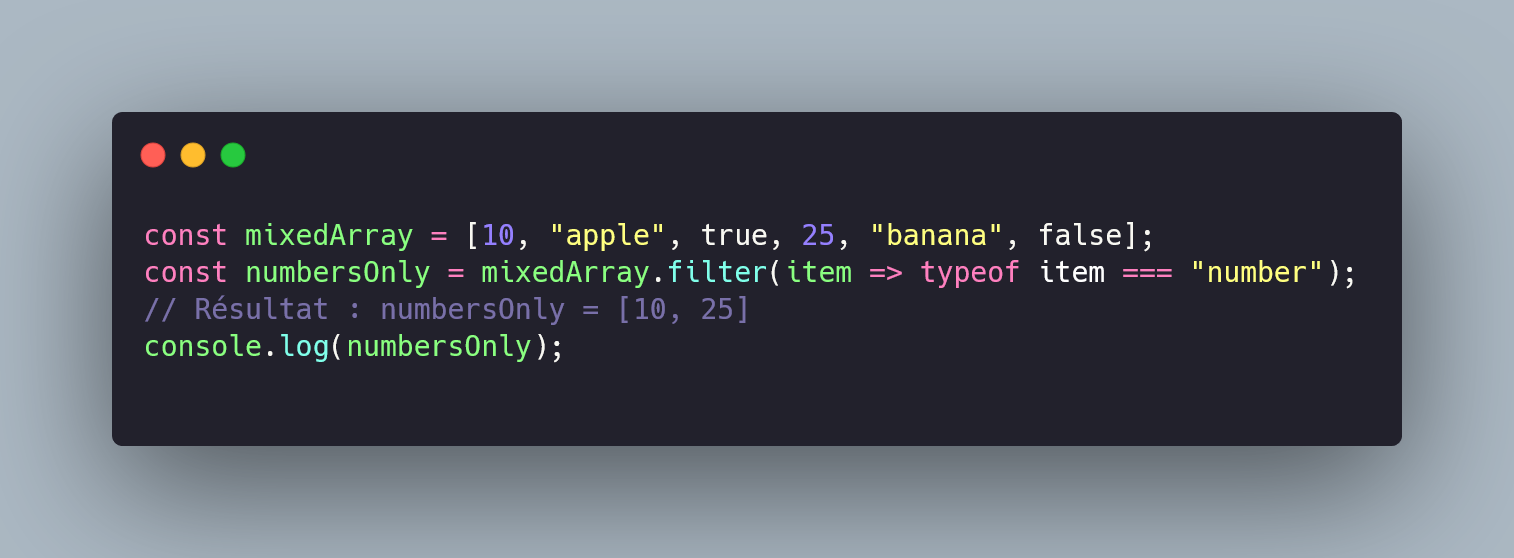 const mixedArray = [10, "apple", true, 25, "banana", false];
const numbersOnly = mixedArray.filter(item => typeof item === "number");
// Résultat : numbersOnly = [10, 25]
console.log(numbersOnly);